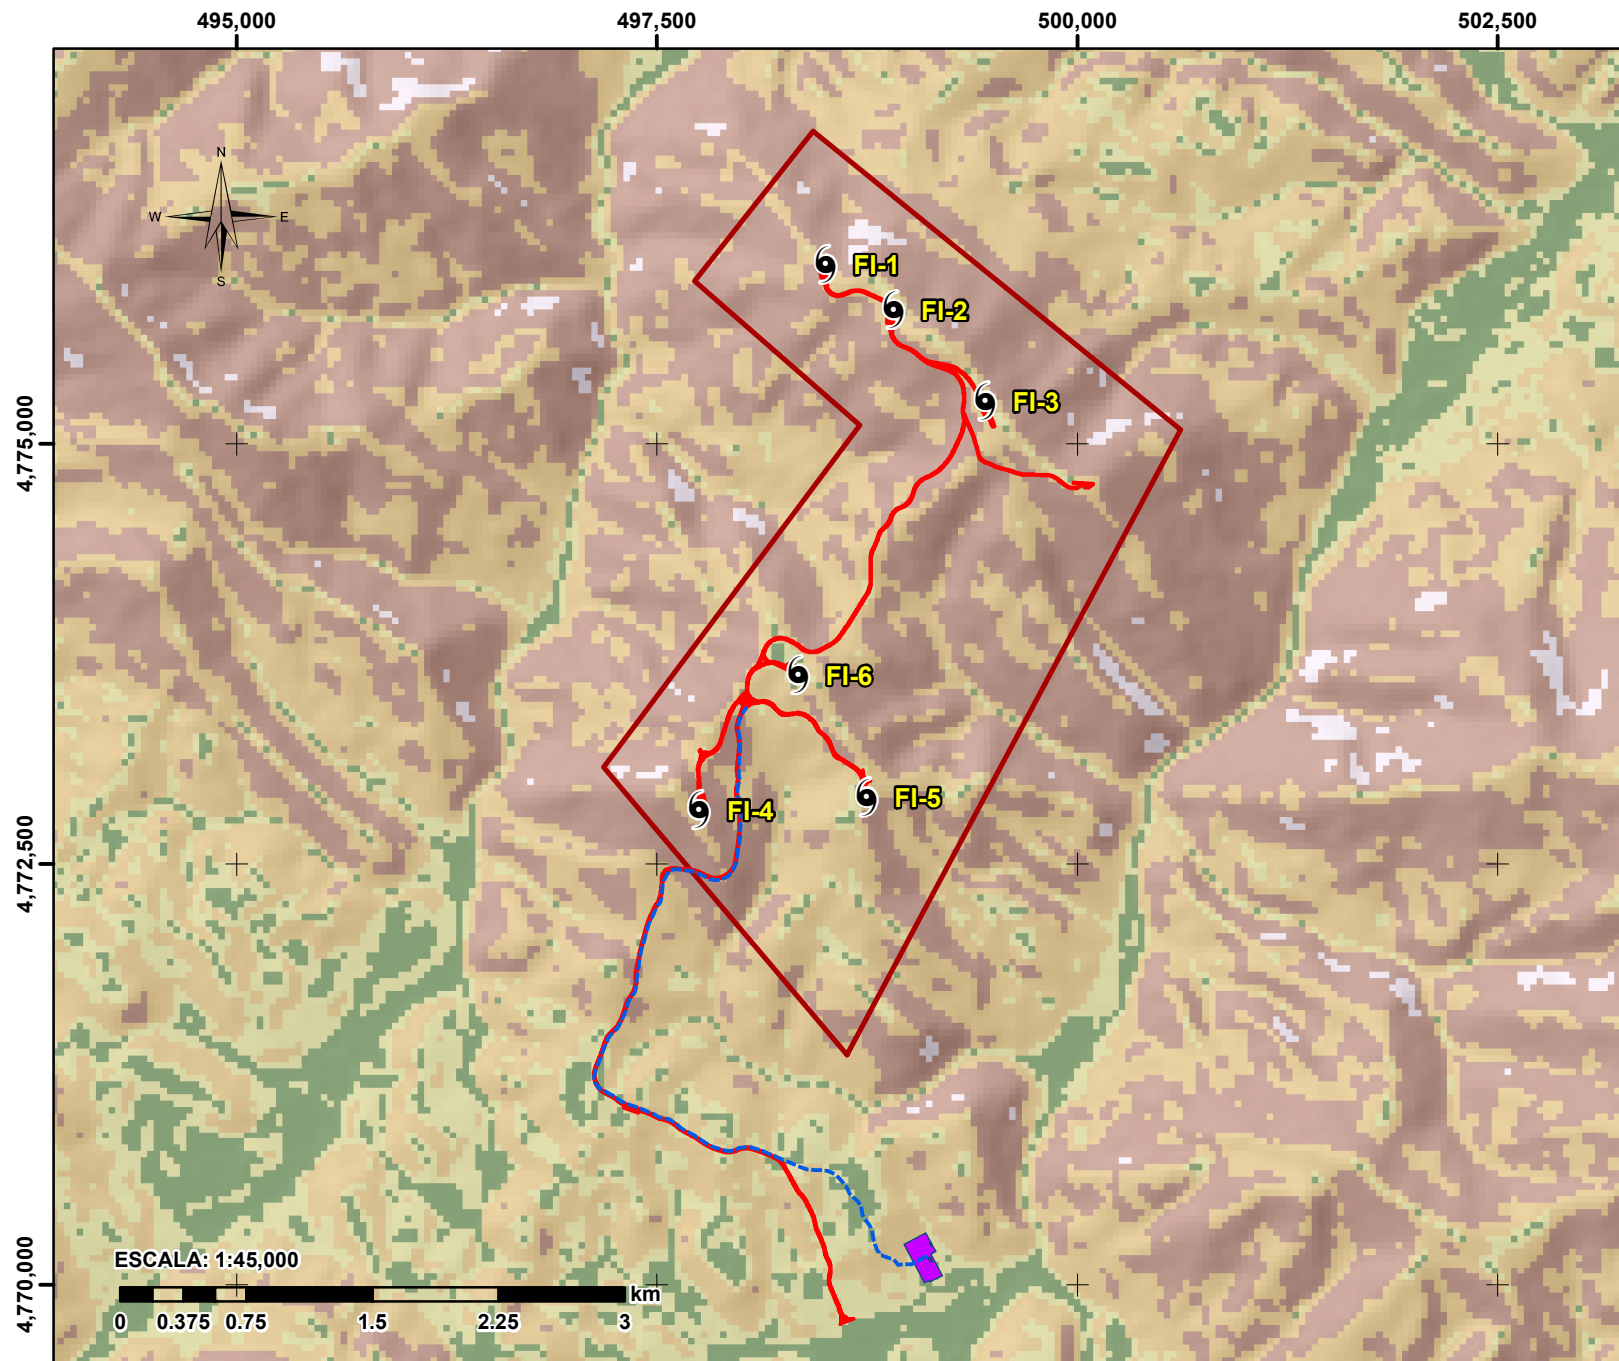 495,000 497,500 500,000 502,500
N
W E
S
FI-1
FI-2
FI-3
4,775,000
FI-6
FI-5
FI-4
4,772,500
ESCALA: 1:45,000
km
0 0.375 0.75 1.5 2.25 3
4,770,000